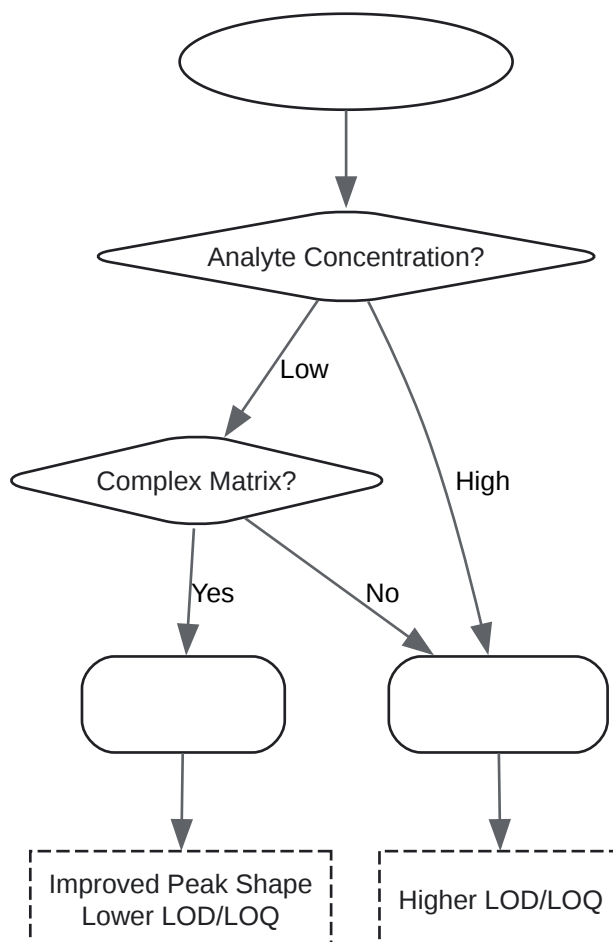 Analyte Concentration?
Low
Complex Matrix?
High
Yes
No
Improved Peak Shape
Lower LOD/LOQ
Higher LOD/LOQ